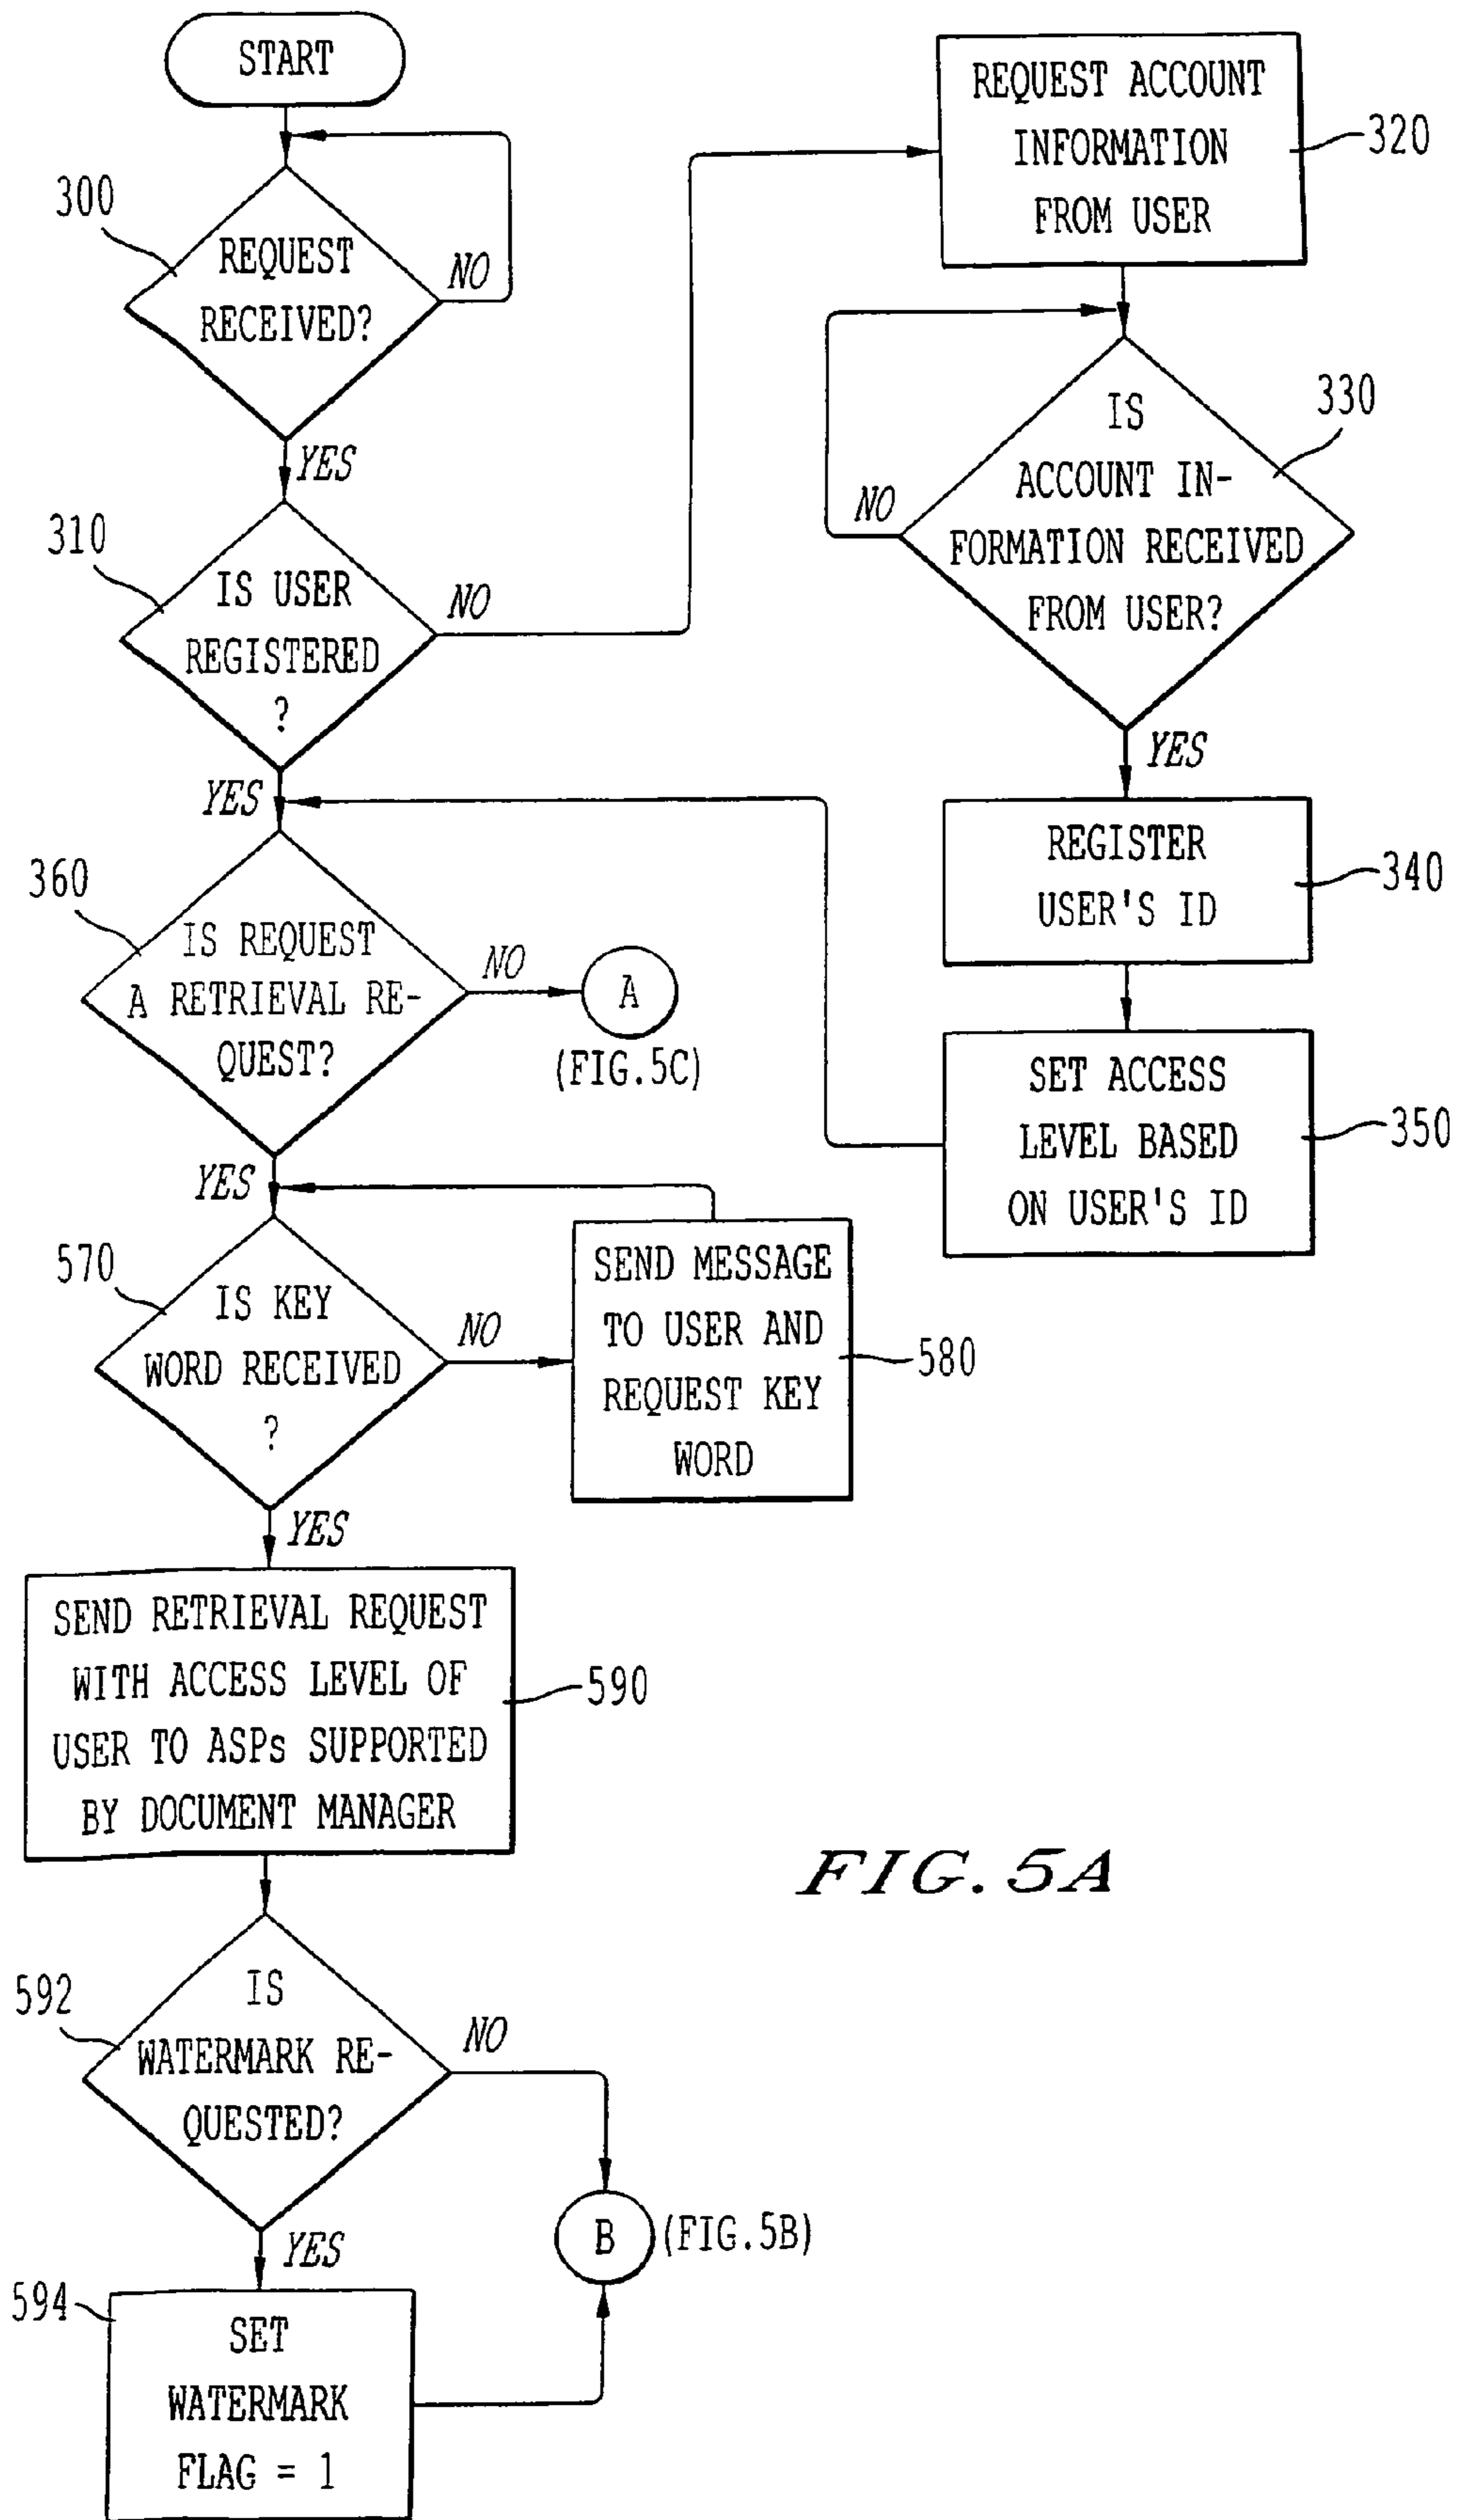 START
300
REQUEST
RECEIVED?
NO
YES
310
IS USER
REGISTERED
?
NO
YES
REQUEST ACCOUNT
INFORMATION
FROM USER
320
IS
ACCOUNT IN-
FORMATION RECEIVED
FROM USER?
330
NO
YES
REGISTER
USER'S ID
340
SET ACCESS
LEVEL BASED
ON USER'S ID
350
360
IS REQUEST
A RETRIEVAL RE-
QUEST?
NO
A
(FIG.5C)
YES
570
IS KEY
WORD RECEIVED
?
NO
SEND MESSAGE
TO USER AND
REQUEST KEY
WORD
580
YES
SEND RETRIEVAL REQUEST
WITH ACCESS LEVEL OF
USER TO ASPs SUPPORTED
BY DOCUMENT MANAGER
590
FIG. 5A
592
IS
WATERMARK RE-
QUESTED?
NO
B
(FIG.5B)
YES
594
SET
WATERMARK
FLAG = 1